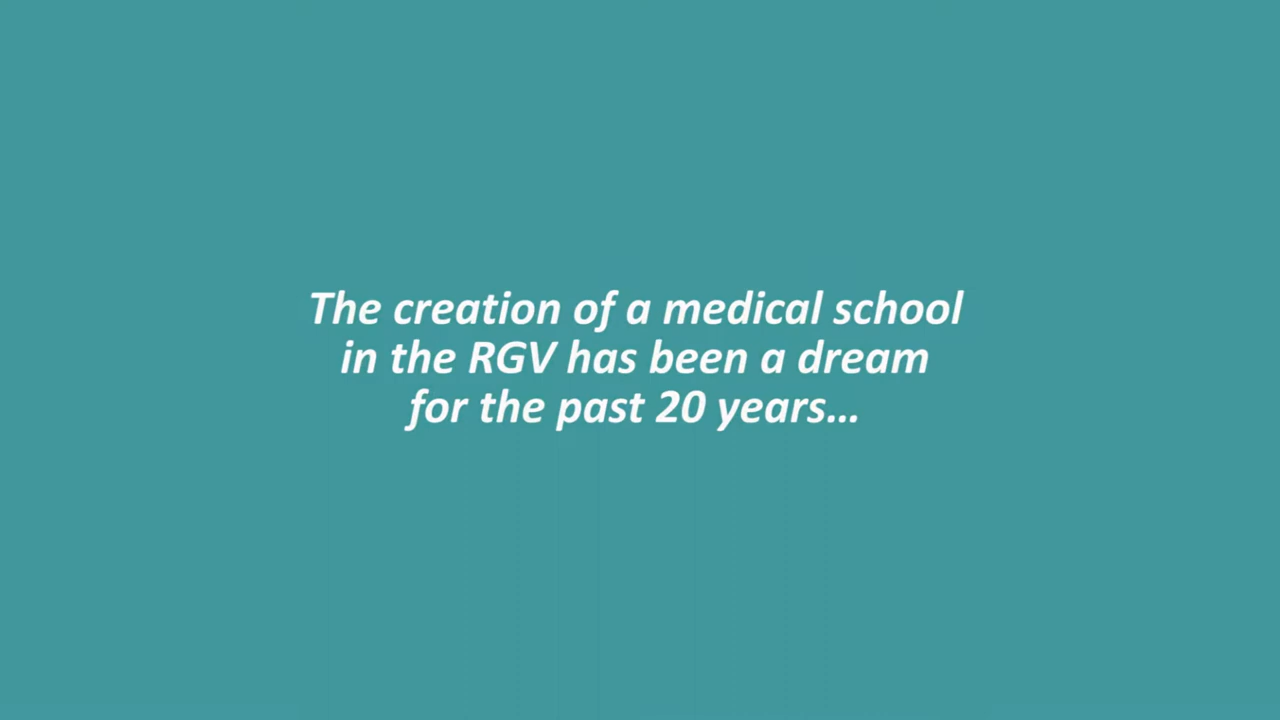 The creation of a medical school
in the RGV has been a dream
for the past 20 years...